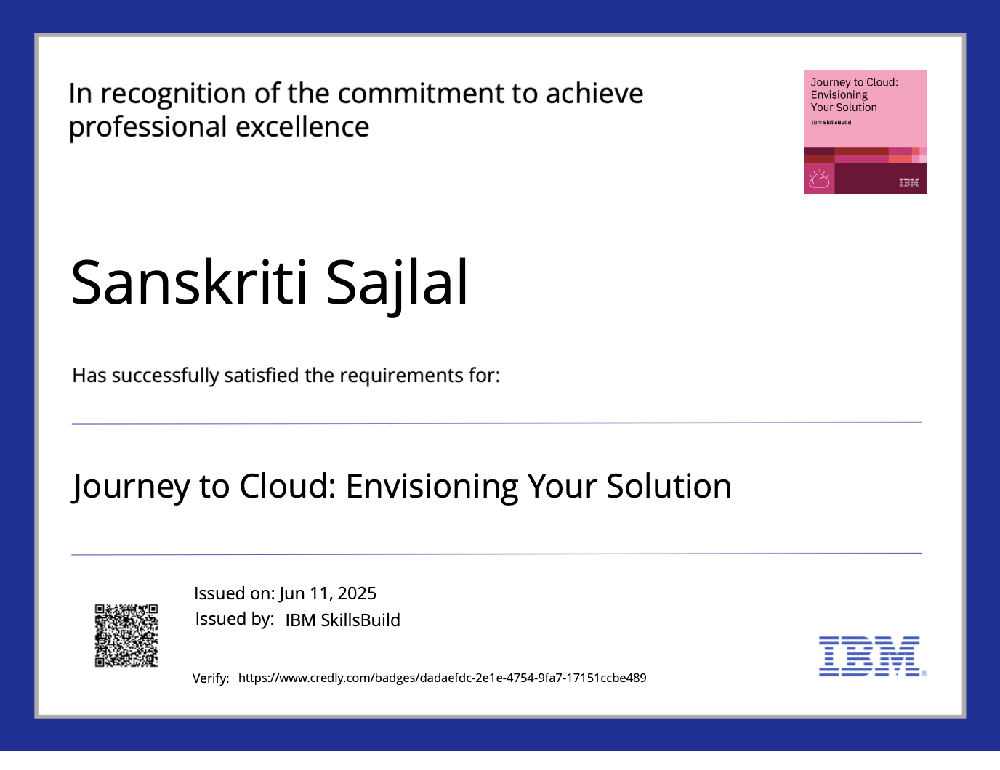 In recognition of the commitment to achieve
professional excellence
Journey to Cloud:
Envisioning
Your Solution
IBM SkillsBuild
IBM
Sanskriti Sajlal
Has successfully satisfied the requirements for:
Journey to Cloud: Envisioning Your Solution
Issued on: Jun 11, 2025
Issued by: IBM SkillsBuild
IBM®
Verify: https://www.credly.com/badges/dadaefdc-2e1e-4754-9fa7-17151ccbe489